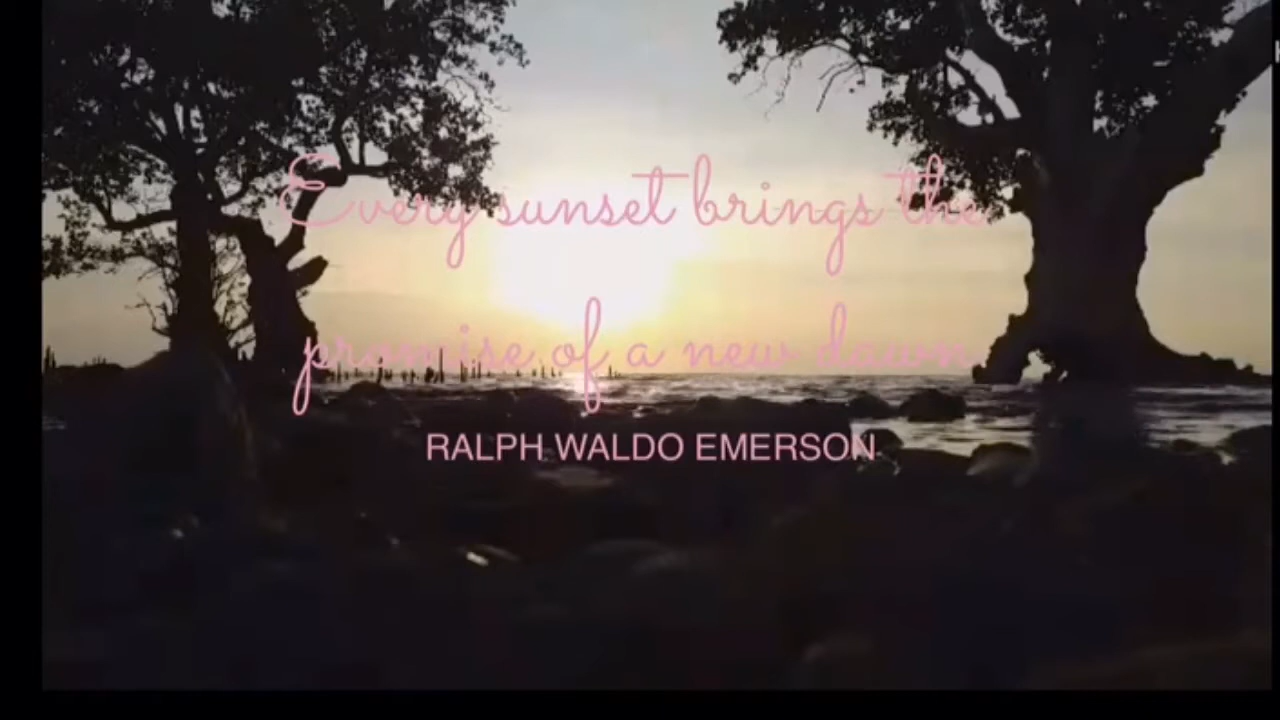 Every sunset brings the
promise of a new dawn
RALPH WALDO EMERSON